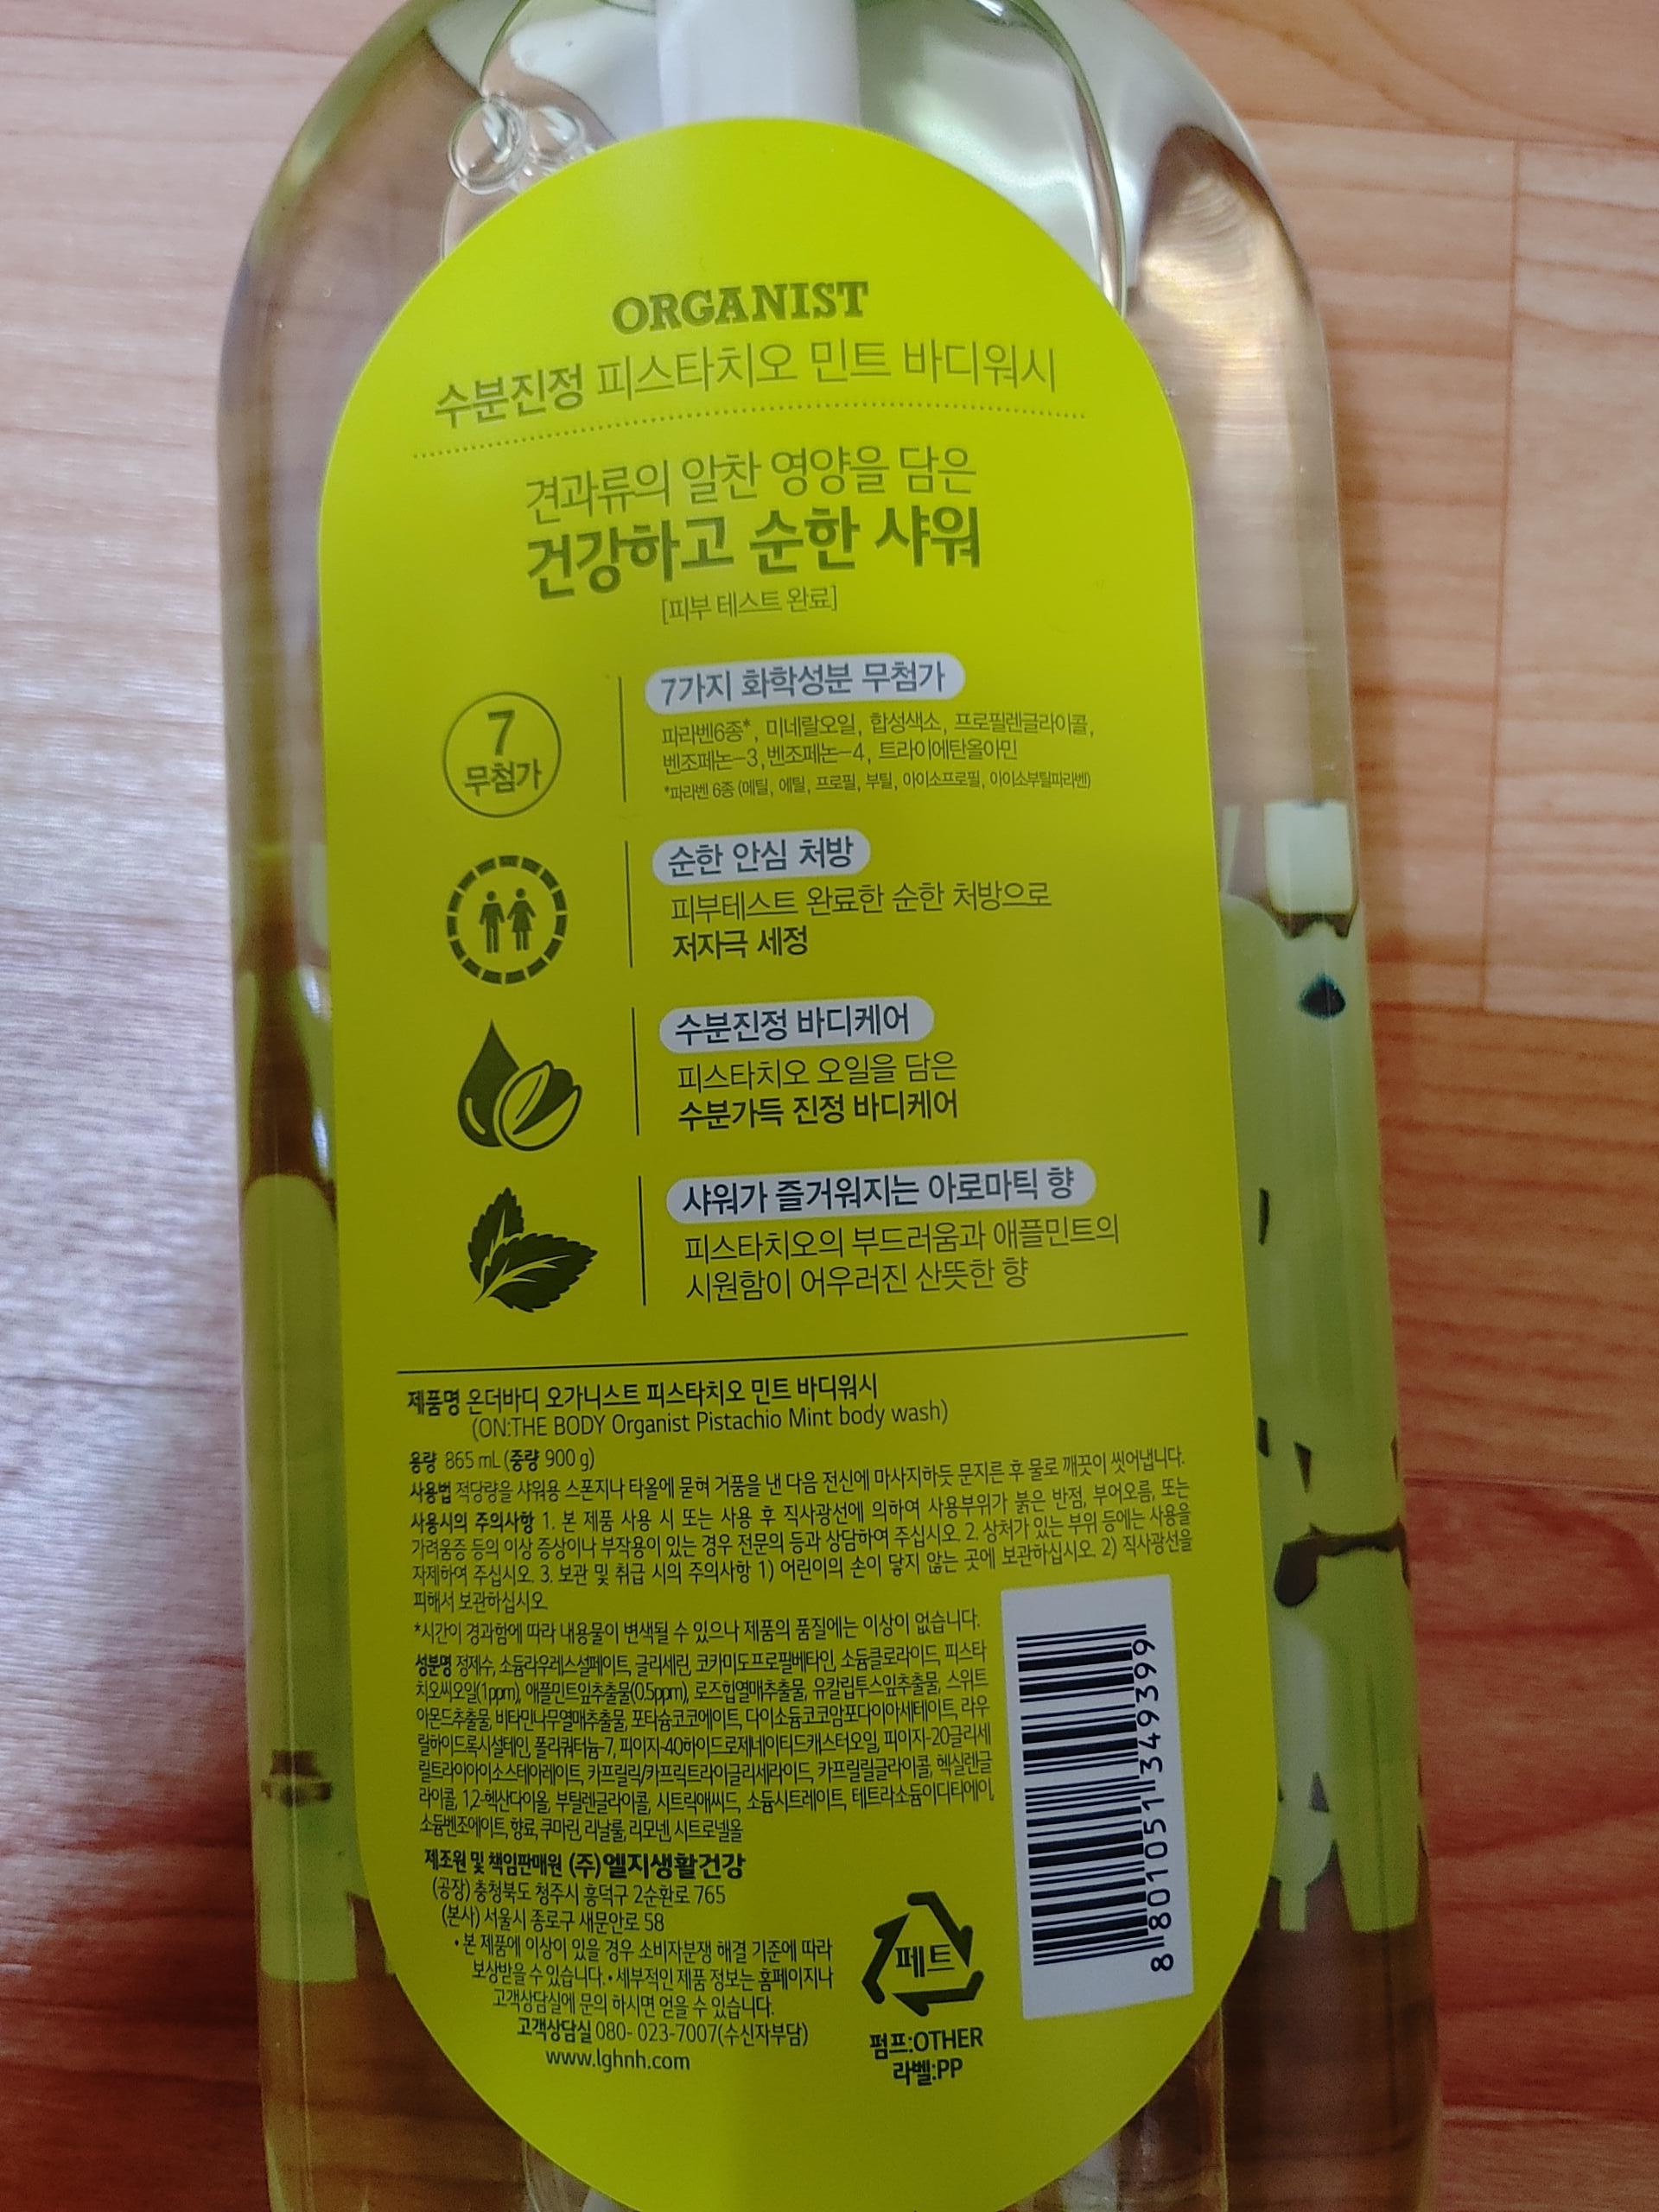 ORGANIST
수분진정 피스타치오 민트 바디워시
견과류의 알찬 영양을 담은
건강하고 순한 샤워
[피부 테스트 완료]
7
무첨가
7가지 화학성분 무첨가
파라벤6종*, 미네랄오일, 합성색소, 프로필렌글라이콜,
벤조페논-3, 벤조페논-4, 트라이에탄올아민
*파라벤 6종 (메틸, 에틸, 프로필, 부틸, 아이소프로필, 아이소부틸파라벤)
순한 안심 처방
피부테스트 완료한 순한 처방으로
저자극 세정
수분진정 바디케어
피스타치오 오일을 담은
수분가득 진정 바디케어
샤워가 즐거워지는 아로마틱 향
피스타치오의 부드러움과 애플민트의
시원함이 어우러진 산뜻한 향
제품명 온더바디 오가니스트 피스타치오 민트 바디워시
(ON:THE BODY Organist Pistachio Mint body wash)
용량 865 mL (중량 900 g)
사용법 적당량을 샤워용 스폰지나 타올에 묻혀 거품을 낸 다음 전신에 마사지하듯 문지른 후 물로 깨끗이 씻어냅니다.
사용시의 주의사항 1. 본 제품 사용 시 또는 사용 후 직사광선에 의하여 사용부위가 붉은 반점, 부어오름, 또는
가려움증 등의 이상 증상이나 부작용이 있는 경우 전문의 등과 상담하여 주십시오. 2. 상처가 있는 부위 등에는 사용을
자제하여 주십시오. 3. 보관 및 취급 시의 주의사항 1) 어린이의 손이 닿지 않는 곳에 보관하십시오. 2) 직사광선을
피해서 보관하십시오.
*시간이 경과함에 따라 내용물이 변색될 수 있으나 제품의 품질에는 이상이 없습니다.
성분명 정제수, 소듐라우레스설페이트, 글리세린, 코카미도프로필베타인, 소듐클로라이드, 피스타
치오씨오일(1ppm), 애플민트잎추출물(0.5ppm), 로즈힙열매추출물, 유칼립투스잎추출물, 스위트
아몬드추출물, 비타민나무열매추출물, 포타슘코코에이트, 다이소듐코코암포다이아세테이트, 라우
릴하이드록시설테인, 폴리쿼터늄-7, 피이지-40하이드로제네이티드캐스터오일, 피이지-20글리세
릴트라이아이소스테아레이트, 카프릴릭/카프릭트라이글리세라이드, 카프릴릴글라이콜, 헥실렌글
라이콜, 1,2-헥산다이올, 부틸렌글라이콜, 시트릭애씨드, 소듐시트레이트, 테트라소듐이디티에이,
소듐벤조에이트, 향료, 쿠마린, 리날룰, 리모넨, 시트로넬올
제조원 및 책임판매원 (주)엘지생활건강
(공장) 충청북도 청주시 흥덕구 2순환로 765
(본사) 서울시 종로구 새문안로 58
• 본 제품에 이상이 있을 경우 소비자분쟁 해결 기준에 따라
보상받을 수 있습니다. • 세부적인 제품 정보는 홈페이지나
고객상담실에 문의 하시면 얻을 수 있습니다.
고객상담실 080- 023-7007(수신자부담)
www.lghnh.com
페트
펌프:OTHER
라벨:PP
8 801051 349399